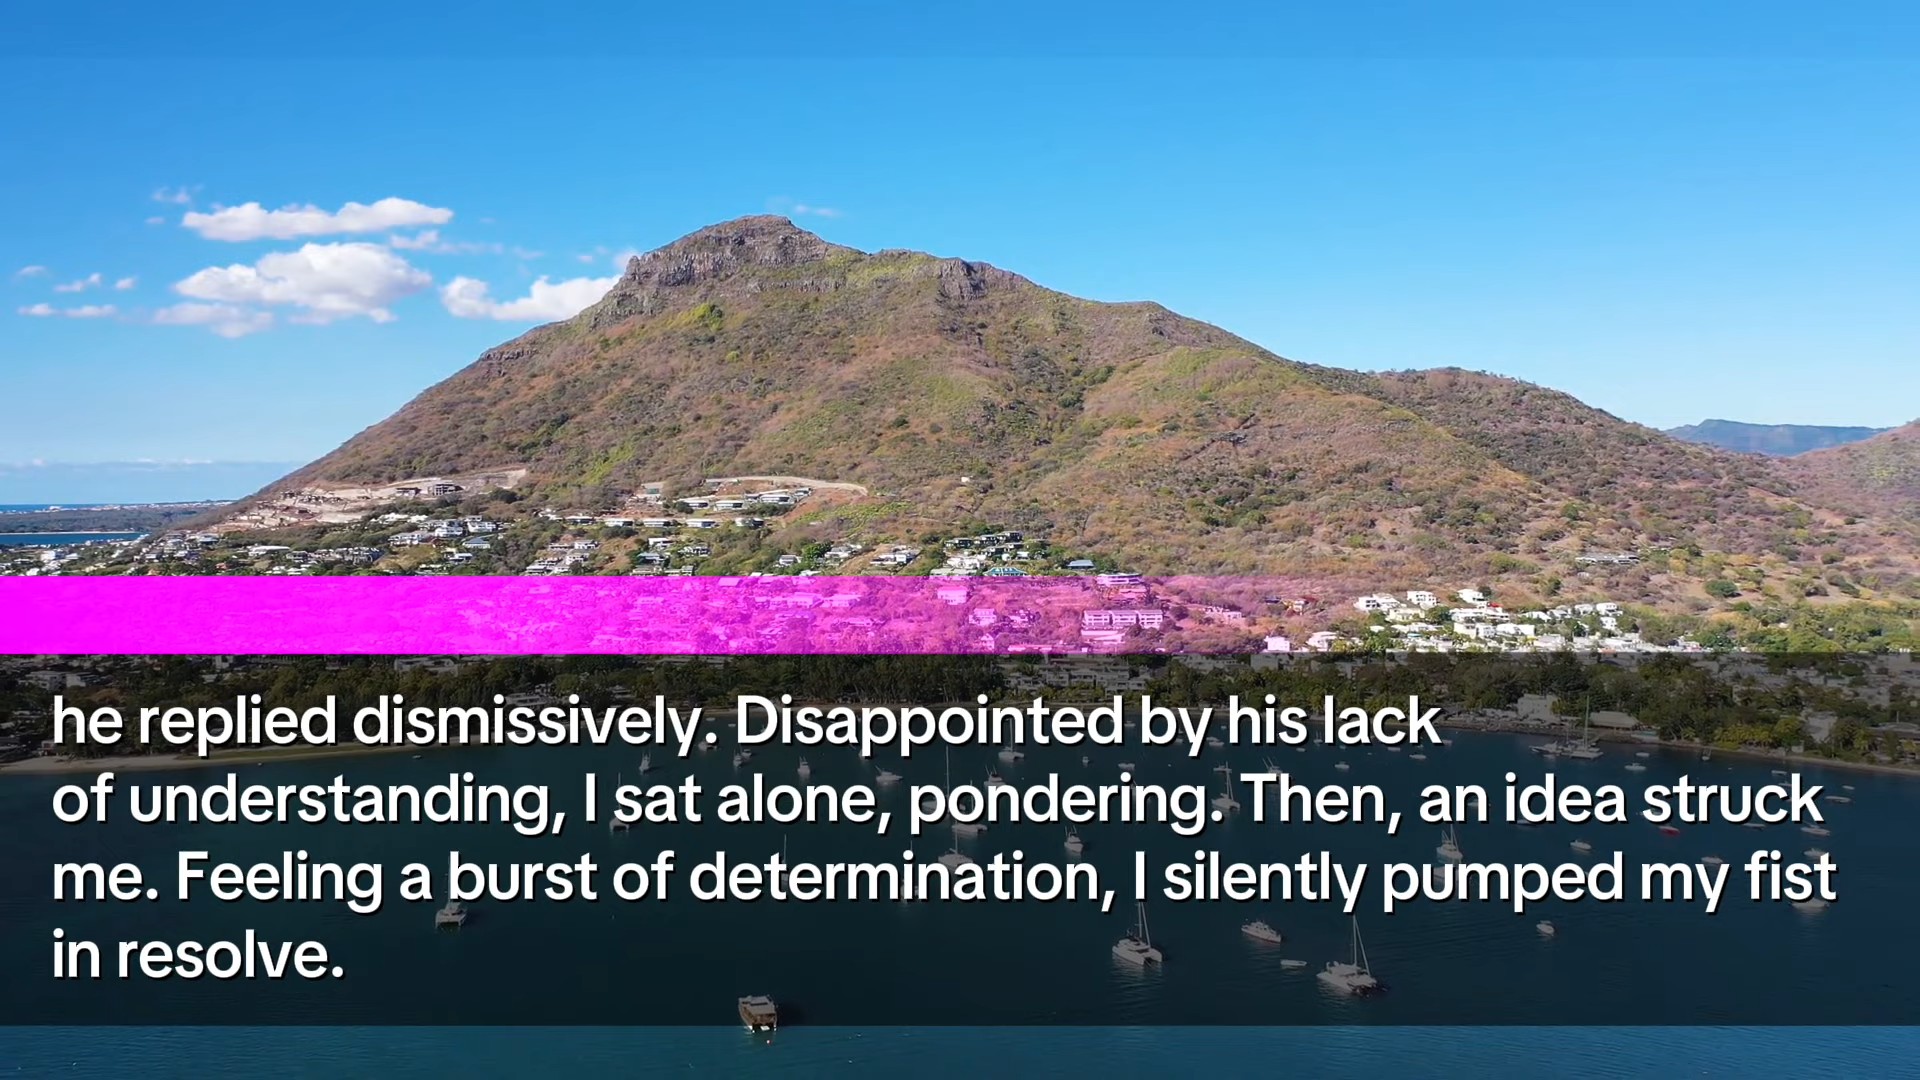 he replied dismissively. Disappointed by his lack
of understanding, I sat alone, pondering. Then, an idea struck
me. Feeling a burst of determination, I silently pumped my fist
in resolve.